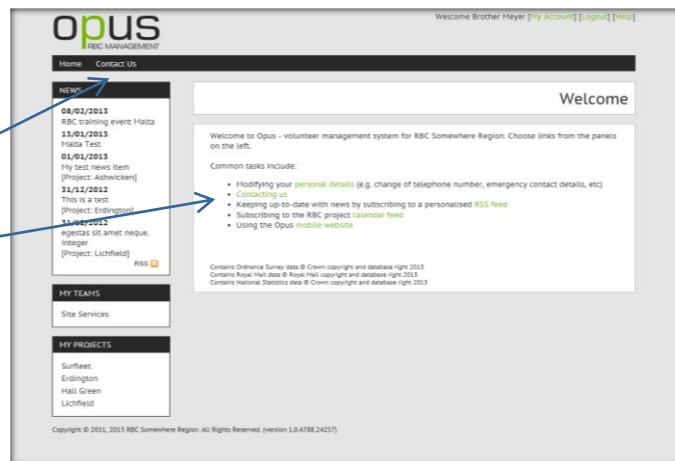 opus
RBC MANAGEMENT
Welcome Brother Meyer [My Account] [Logout] [Help]
Home Contact Us
NEWS
08/02/2013
RBC training event Malta
13/01/2013
Malta Test
01/01/2013
My test news item
[Project: Ashwicken]
31/12/2012
This is a test
[Project: Erdington]
31/12/2012
egestas sit amet neque.
Integer
[Project: Lichfield]
RSS
MY TEAMS
Site Services
MY PROJECTS
Surfleet
Erdington
Hall Green
Lichfield
Welcome
Welcome to Opus - volunteer management system for RBC Somewhere Region. Choose links from the panels
on the left.
Common tasks include:
• Modifying your personal details (e.g. change of telephone number, emergency contact details, etc)
• Contacting us
• Keeping up-to-date with news by subscribing to a personalised RSS feed
• Subscribing to the RBC project calendar feed
• Using the Opus mobile website
Contains Ordnance Survey data © Crown copyright and database right 2013
Contains Royal Mail data © Royal Mail copyright and database right 2013
Contains National Statistics data © Crown copyright and database right 2013
Copyright © 2011, 2013 RBC Somewhere Region. All Rights Reserved. (version 1.0.4788.24257)